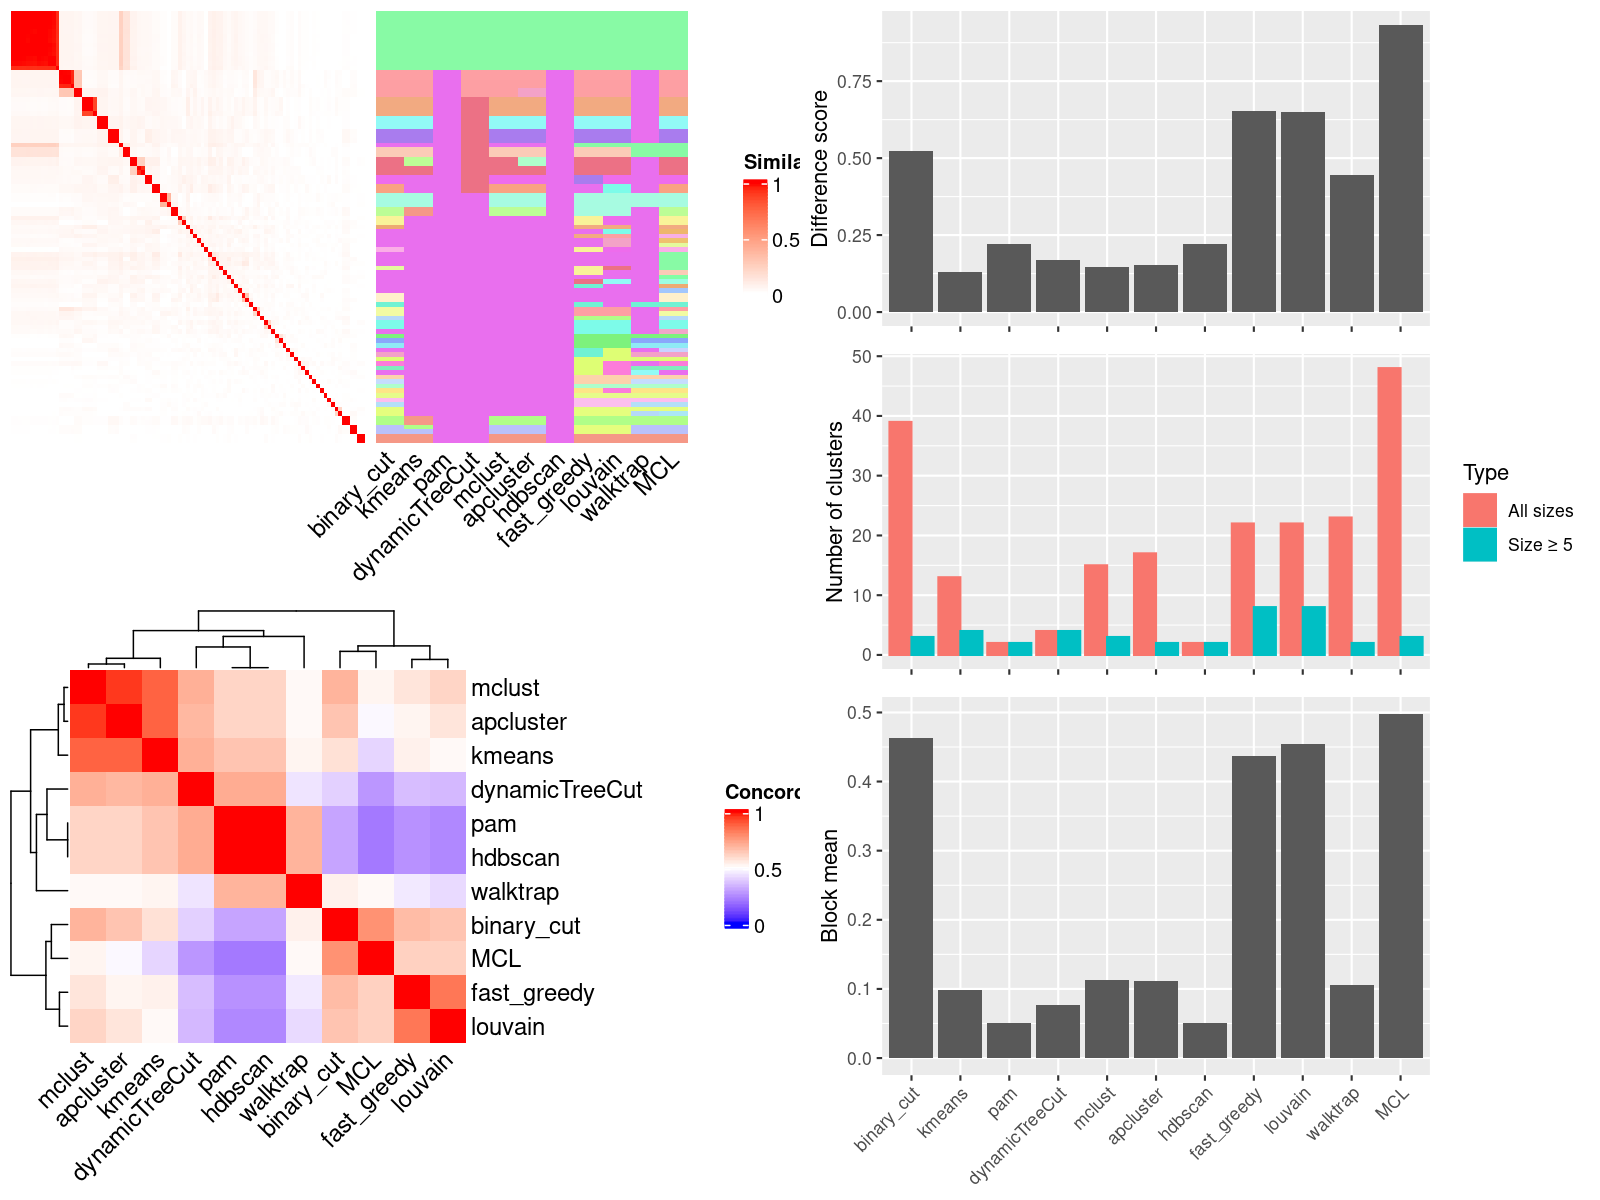 Simila
1
0.5
0
binary_cut
kmeans
pam
dynamicTreeCut
mclust
apcluster
hdbscan
fast_greedy
louvain
walktrap
MCL
mclust
apcluster
kmeans
dynamicTreeCut
pam
hdbscan
walktrap
binary_cut
MCL
fast_greedy
louvain
mclust
apcluster
kmeans
dynamicTreeCut
pam
hdbscan
walktrap
binary_cut
MCL
fast_greedy
louvain
Concord
1
0.5
0
Difference score
0.75
0.50
0.25
0.00
Number of clusters
50
40
30
20
10
0
Type
All sizes
Size ≥ 5
Block mean
0.5
0.4
0.3
0.2
0.1
0.0
binary_cut
kmeans
pam
dynamicTreeCut
mclust
apcluster
hdbscan
fast_greedy
louvain
walktrap
MCL